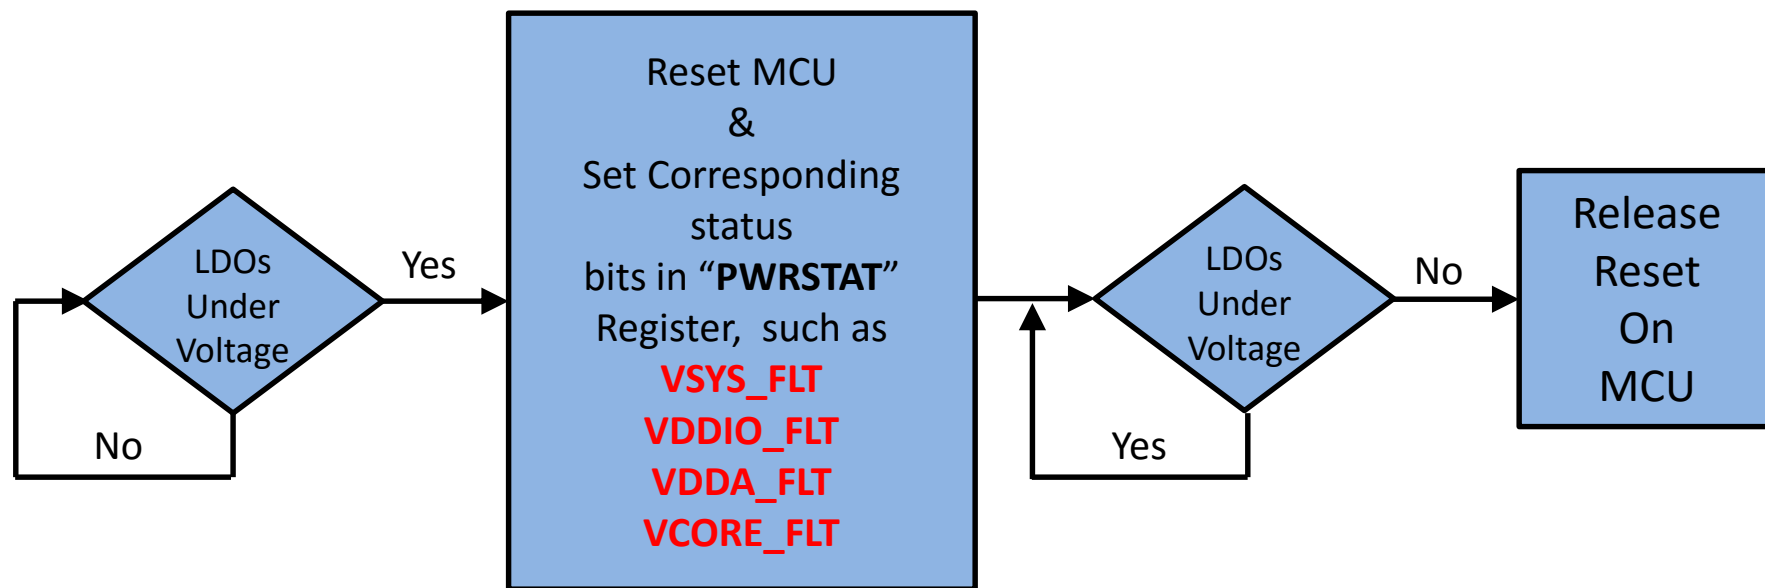 LDOs
Under
Voltage
No
Yes
Reset MCU
&
Set Corresponding
status
bits in “PWRSTAT”
Register, such as
VSYS_FLT
VDDIO_FLT
VDDA_FLT
VCORE_FLT
LDOs
Under
Voltage
Yes
No
Release
Reset
On
MCU